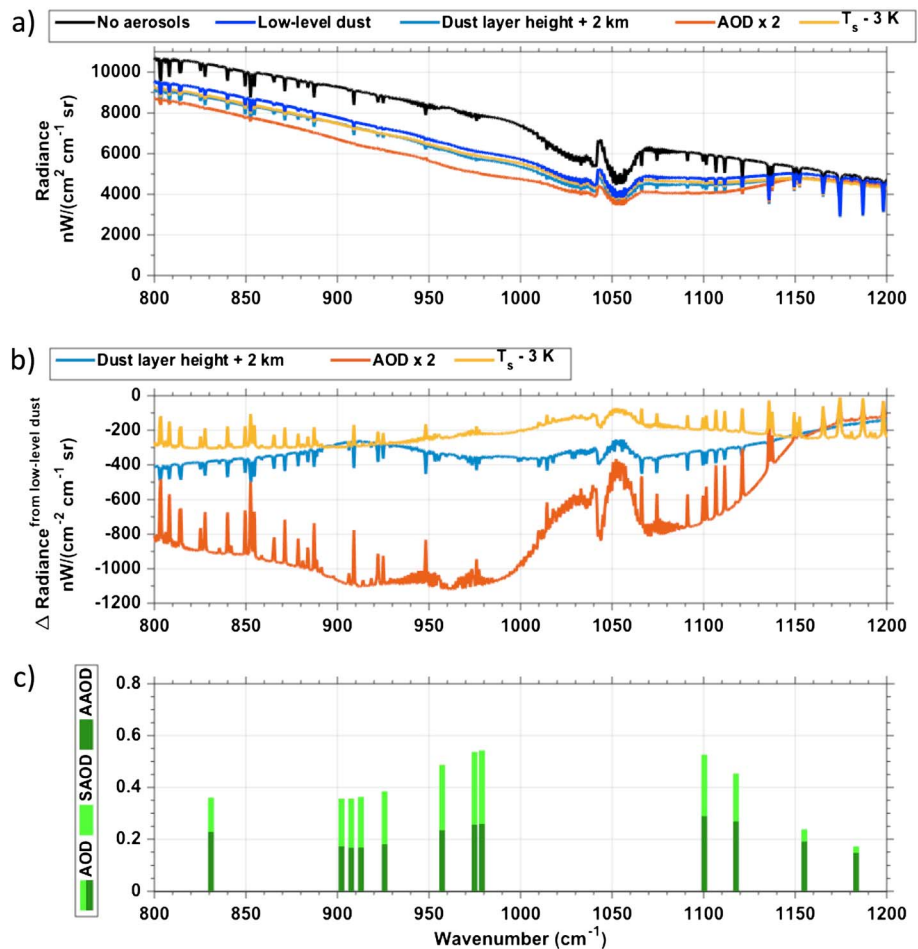 a)
No aerosols Low-level dust Dust layer height + 2 km AOD x 2 Ts - 3 K
Radiance
nW/(cm2 cm-1 sr)
10000
8000
6000
4000
2000
0
800 850 900 950 1000 1050 1100 1150 1200
b)
Dust layer height + 2 km AOD x 2 Ts - 3 K
△ Radiance from low-level dust
nW/(cm-2 cm-1 sr)
0
-200
-400
-600
-800
-1000
-1200
800 850 900 950 1000 1050 1100 1150 1200
c)
AOD SAOD AAOD
0.8
0.6
0.4
0.2
0
800 850 900 950 1000 1050 1100 1150 1200
Wavenumber (cm-1)